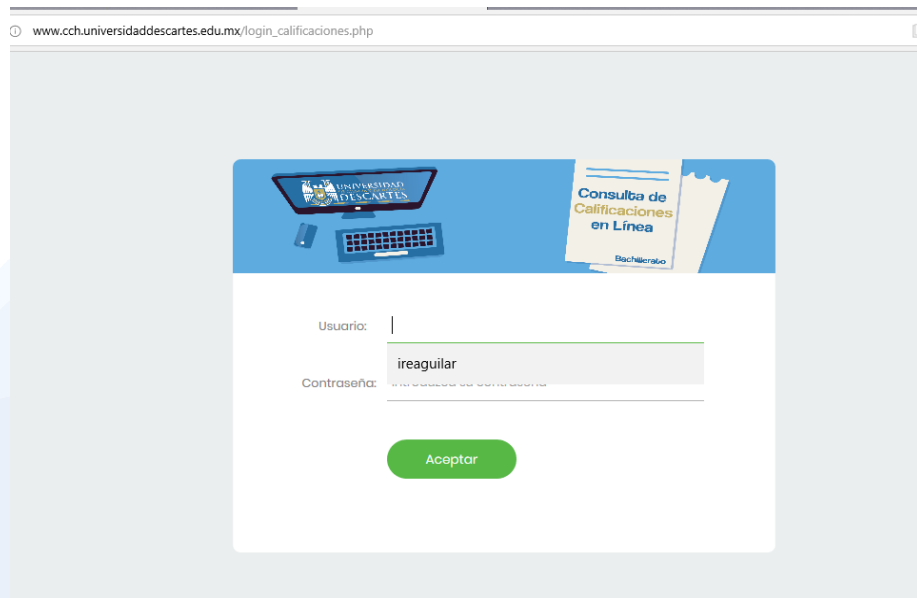 www.cch.universidaddescartes.edu.mx/login_calificaciones.php
UNIVERSIDAD
DESCARTES
Consulta de
Calificaciones
en Línea
Bachillerato
Usuario:
ireaguilar
Contraseña:
Aceptar